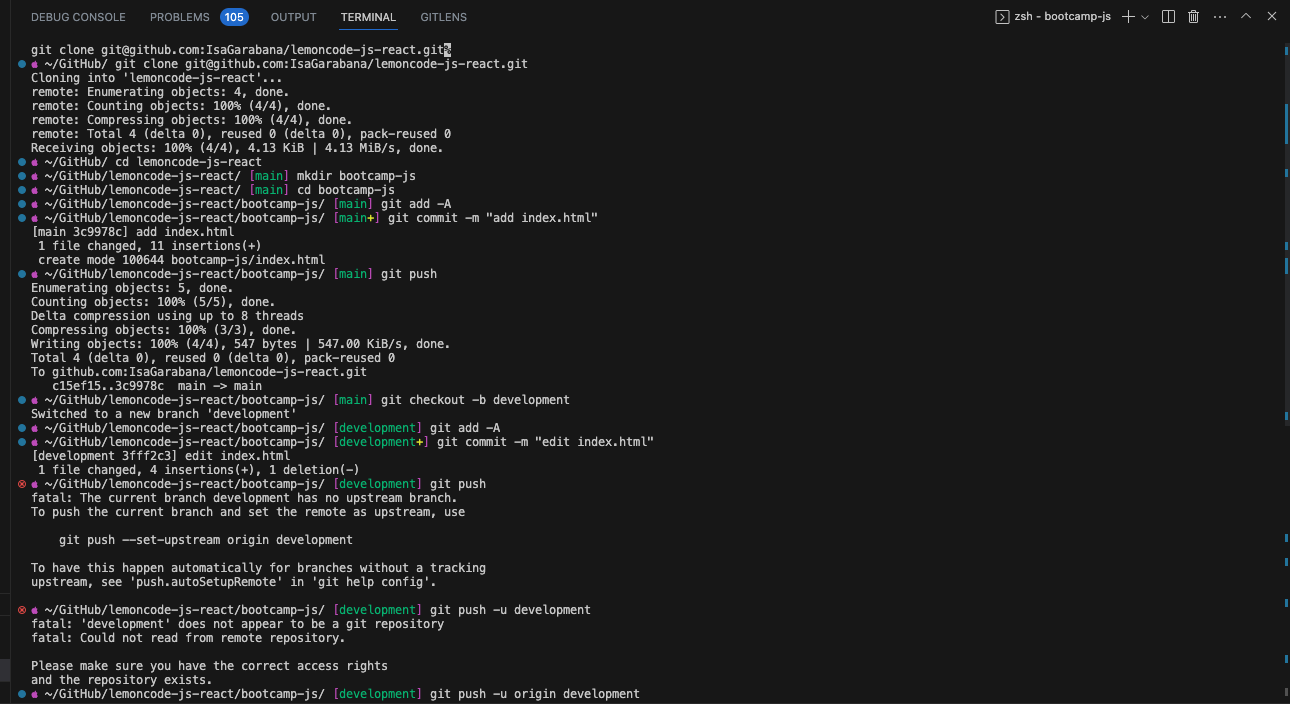 DEBUG CONSOLE PROBLEMS 105 OUTPUT TERMINAL GITLENS zsh - bootcamp-js
git clone git@github.com:IsaGarabana/lemoncode-js-react.git%
~/GitHub/ git clone git@github.com:IsaGarabana/lemoncode-js-react.git
Cloning into 'lemoncode-js-react'...
remote: Enumerating objects: 4, done.
remote: Counting objects: 100% (4/4), done.
remote: Compressing objects: 100% (4/4), done.
remote: Total 4 (delta 0), reused 0 (delta 0), pack-reused 0
Receiving objects: 100% (4/4), 4.13 KiB | 4.13 MiB/s, done.
~/GitHub/ cd lemoncode-js-react
~/GitHub/lemoncode-js-react/ [main] mkdir bootcamp-js
~/GitHub/lemoncode-js-react/ [main] cd bootcamp-js
~/GitHub/lemoncode-js-react/bootcamp-js/ [main] git add -A
~/GitHub/lemoncode-js-react/bootcamp-js/ [main+] git commit -m "add index.html"
[main 3c9978c] add index.html
1 file changed, 11 insertions(+)
create mode 100644 bootcamp-js/index.html
~/GitHub/lemoncode-js-react/bootcamp-js/ [main] git push
Enumerating objects: 5, done.
Counting objects: 100% (5/5), done.
Delta compression using up to 8 threads
Compressing objects: 100% (3/3), done.
Writing objects: 100% (4/4), 547 bytes | 547.00 KiB/s, done.
Total 4 (delta 0), reused 0 (delta 0), pack-reused 0
To github.com:IsaGarabana/lemoncode-js-react.git
c15ef15..3c9978c main -> main
~/GitHub/lemoncode-js-react/bootcamp-js/ [main] git checkout -b development
Switched to a new branch 'development'
~/GitHub/lemoncode-js-react/bootcamp-js/ [development] git add -A
~/GitHub/lemoncode-js-react/bootcamp-js/ [development+] git commit -m "edit index.html"
[development 3fff2c3] edit index.html
1 file changed, 4 insertions(+), 1 deletion(-)
~/GitHub/lemoncode-js-react/bootcamp-js/ [development] git push
fatal: The current branch development has no upstream branch.
To push the current branch and set the remote as upstream, use
git push --set-upstream origin development
To have this happen automatically for branches without a tracking
upstream, see 'push.autoSetupRemote' in 'git help config'.
~/GitHub/lemoncode-js-react/bootcamp-js/ [development] git push -u development
fatal: 'development' does not appear to be a git repository
fatal: Could not read from remote repository.
Please make sure you have the correct access rights
and the repository exists.
~/GitHub/lemoncode-js-react/bootcamp-js/ [development] git push -u origin development